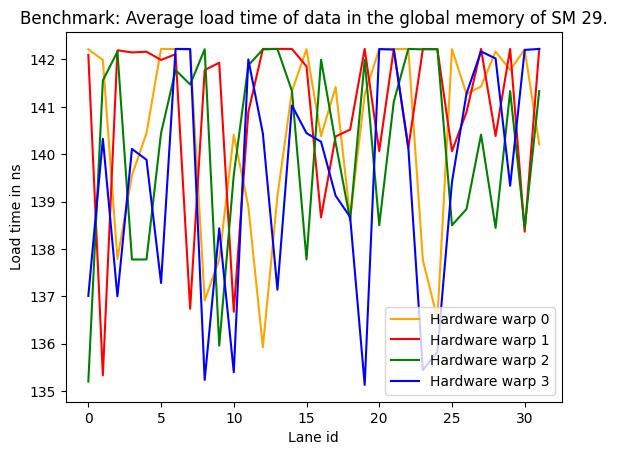 Benchmark: Average load time of data in the global memory of SM 29.
142
141
140
139
138
137
136
135
Load time in ns
Hardware warp 0
Hardware warp 1
Hardware warp 2
Hardware warp 3
0 5 10 15 20 25 30
Lane id